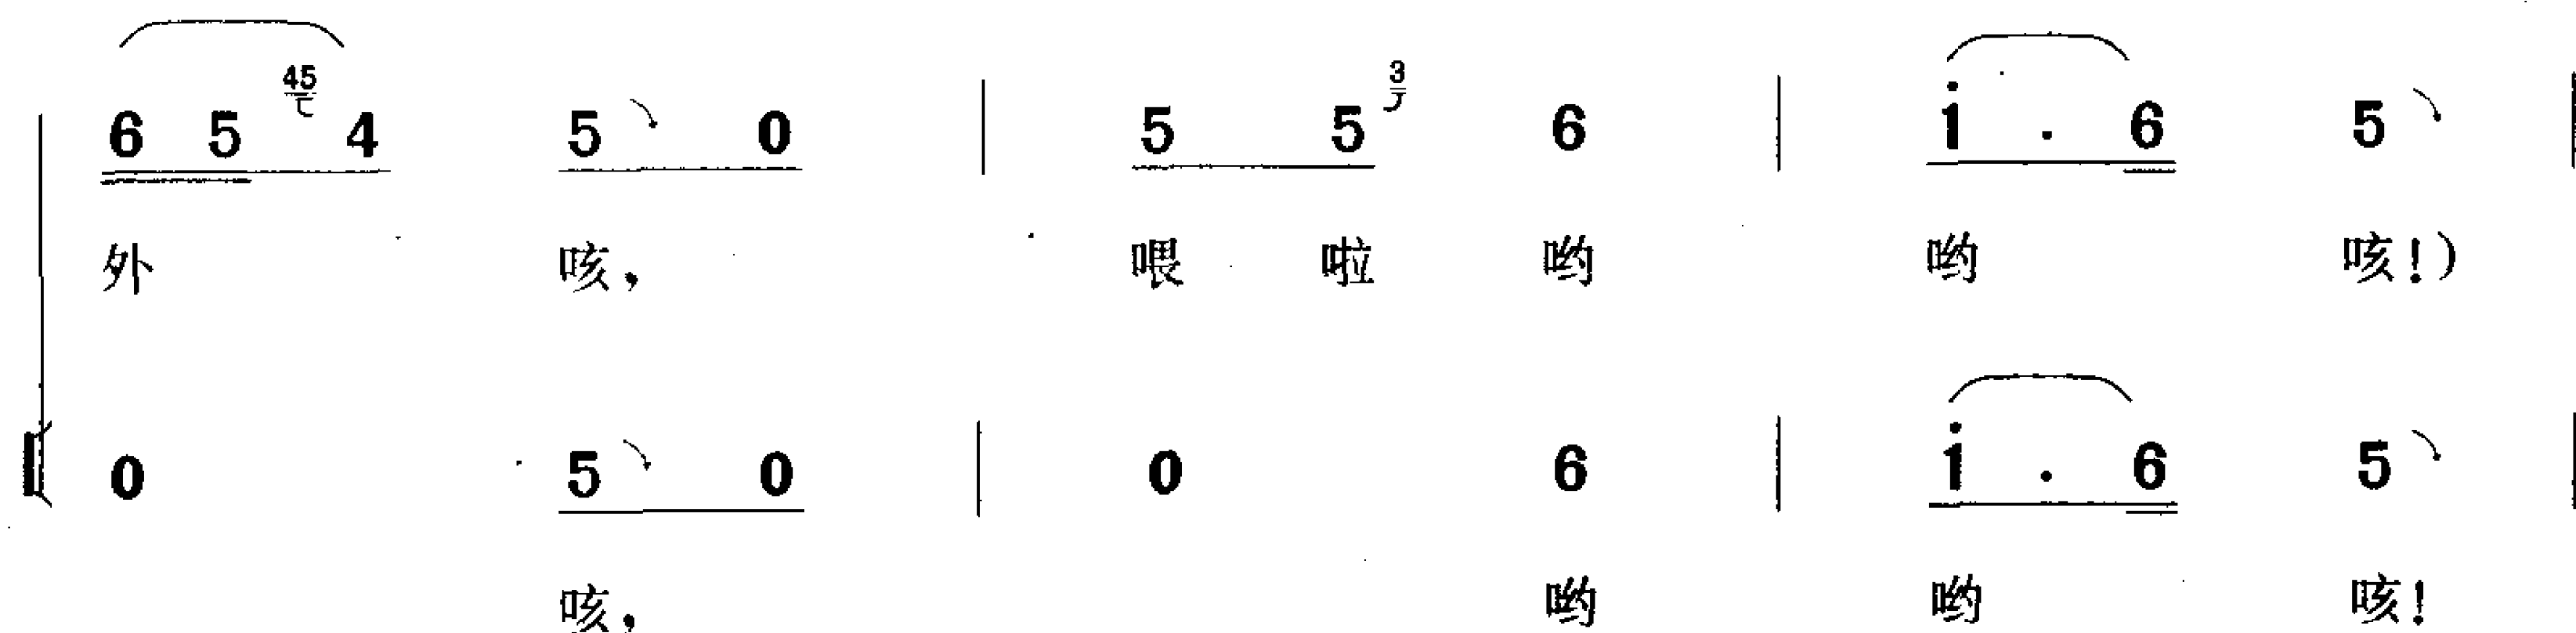 6 5 45 4 5 0 | 5 5 3 6 | i · 6 5 |
外 咳, 喂 啦 哟 哟 咳!)
0 5 0 | 0 6 | i · 6 5 |
咳, 哟 哟 咳!